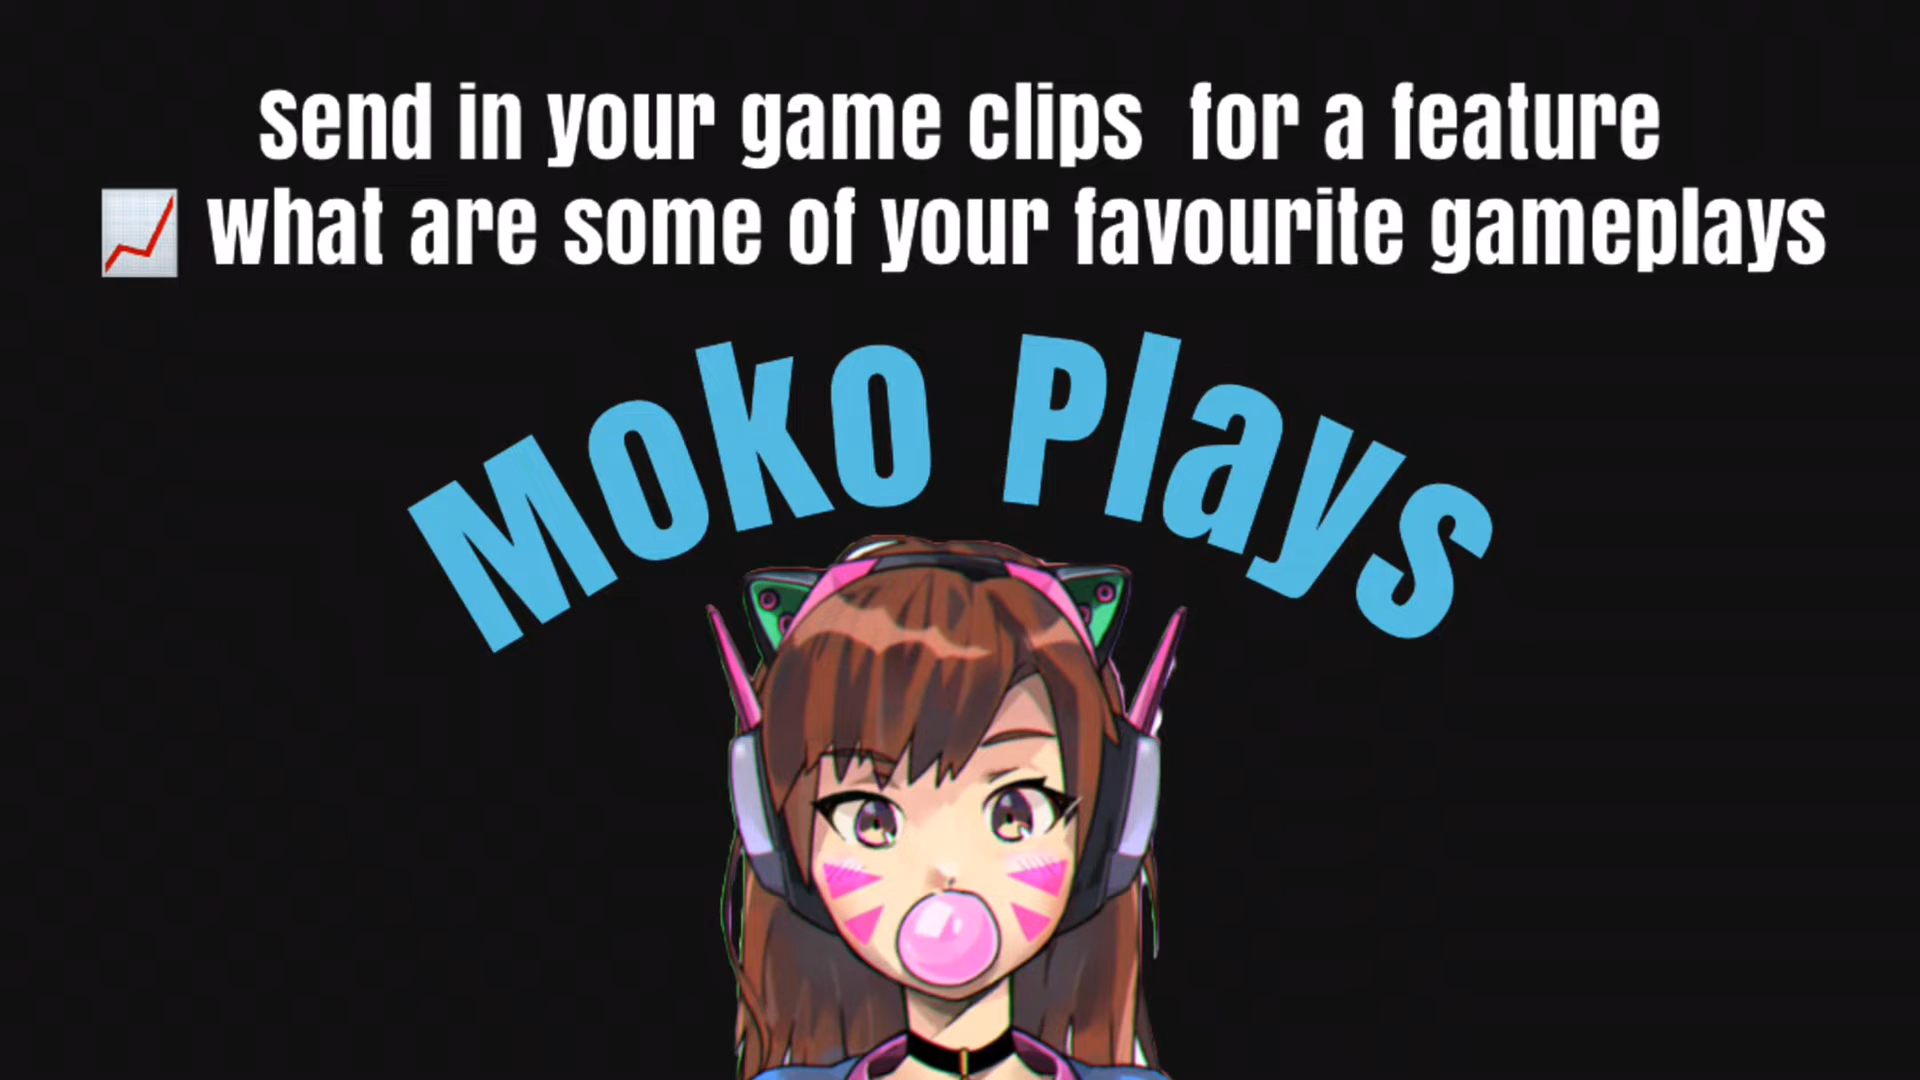 Send in your game clips for a feature
📈 what are some of your favourite gameplays
Moko Plays